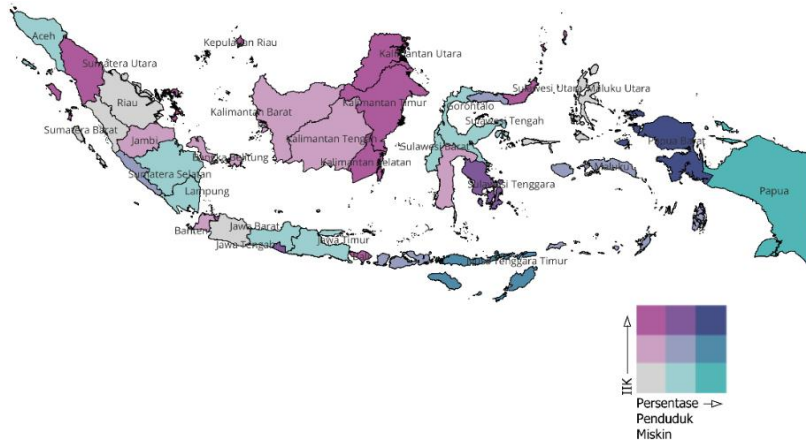 Aceh
Sumatera Utara
Kepulauan Riau
Kalimantan Utara
Riau
Kalimantan Barat
Kalimantan Timur
Sulawesi Utara
Maluku Utara
Gorontalo
Sulawesi Tengah
Sumatera Barat
Jambi
Kalimantan Tengah
Sulawesi Barat
Papua Barat
Bangka Belitung
Kalimantan Selatan
Maluku
Sumatera Selatan
Sulawesi Tenggara
Papua
Lampung
Banten
Jawa Barat
Jawa Tengah
Jawa Timur
Tenggara Timur
IIK
Persentase
Penduduk
Miskin